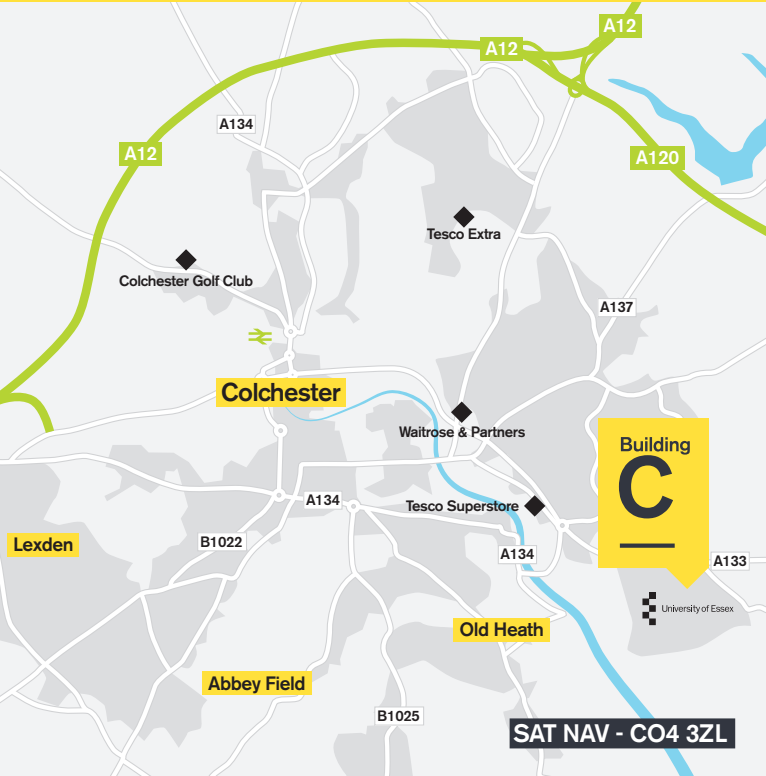 A12
A12
A134
A12
A120
Tesco Extra
Colchester Golf Club
A137
Colchester
Waitrose & Partners
Building
C
A134
Tesco Superstore
B1022
Lexden
A134
A133
University of Essex
Old Heath
Abbey Field
B1025
SAT NAV - CO4 3ZL